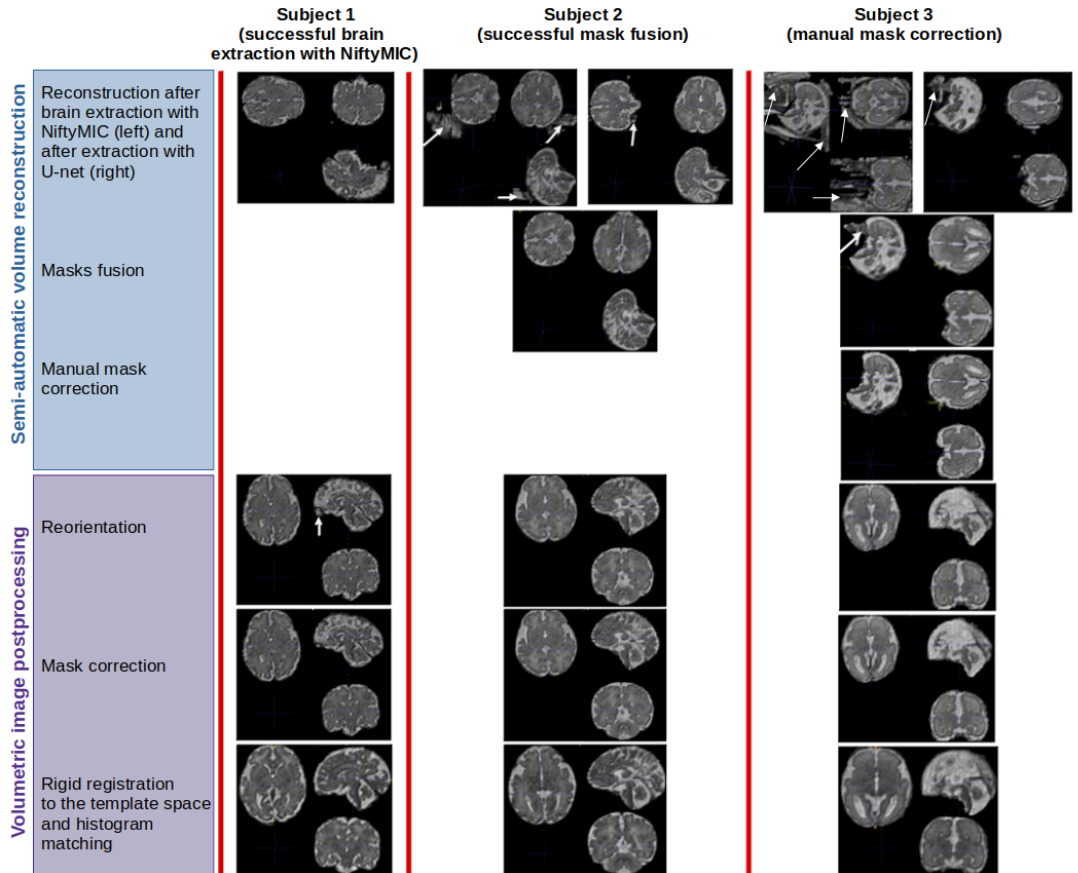 Subject 1
(successful brain
extraction with NiftyMIC)
Subject 2
(successful mask fusion)
Subject 3
(manual mask correction)
Semi-automatic volume reconstruction
Reconstruction after
brain extraction with
NiftyMIC (left) and
after extraction with
U-net (right)
Masks fusion
Manual mask
correction
Volumetric image postprocessing
Reorientation
Mask correction
Rigid registration
to the template space
and histogram
matching